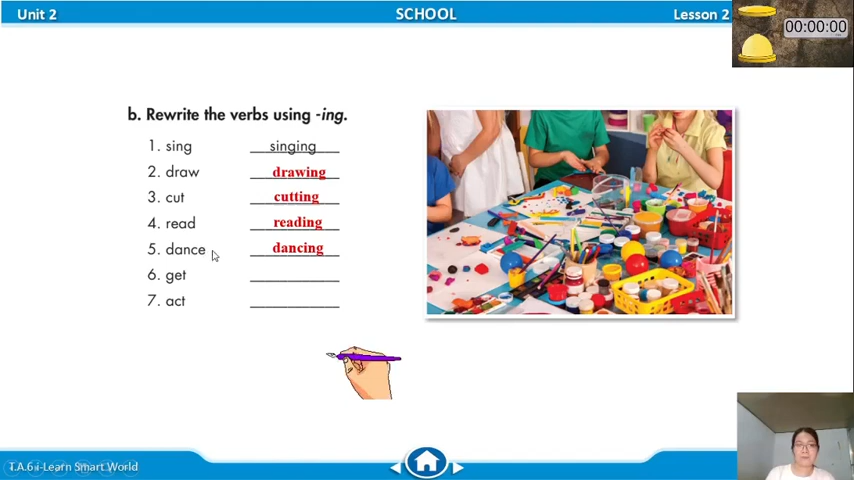 Unit 2
SCHOOL
Lesson 2
00:00:00
b. Rewrite the verbs using -ing.
1. sing singing
2. draw drawing
3. cut cutting
4. read reading
5. dance dancing
6. get
7. act
T.A.6 i-Learn Smart World